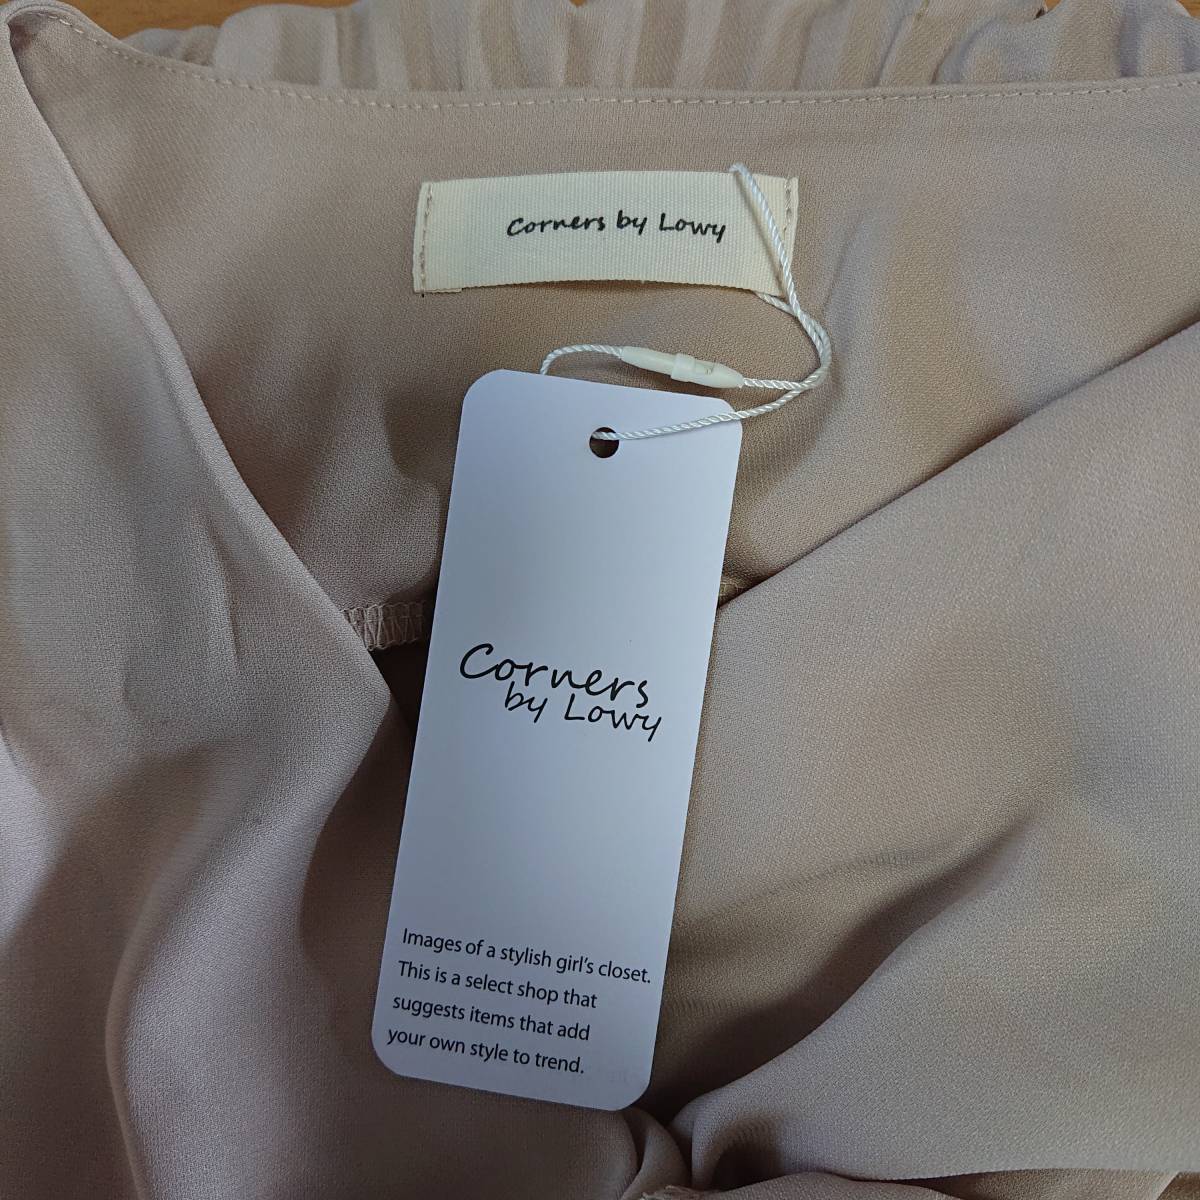 Corners by Lowy
Corners
by Lowy
Images of a stylish girl's closet.
This is a select shop that
suggests items that add
your own style to trend.